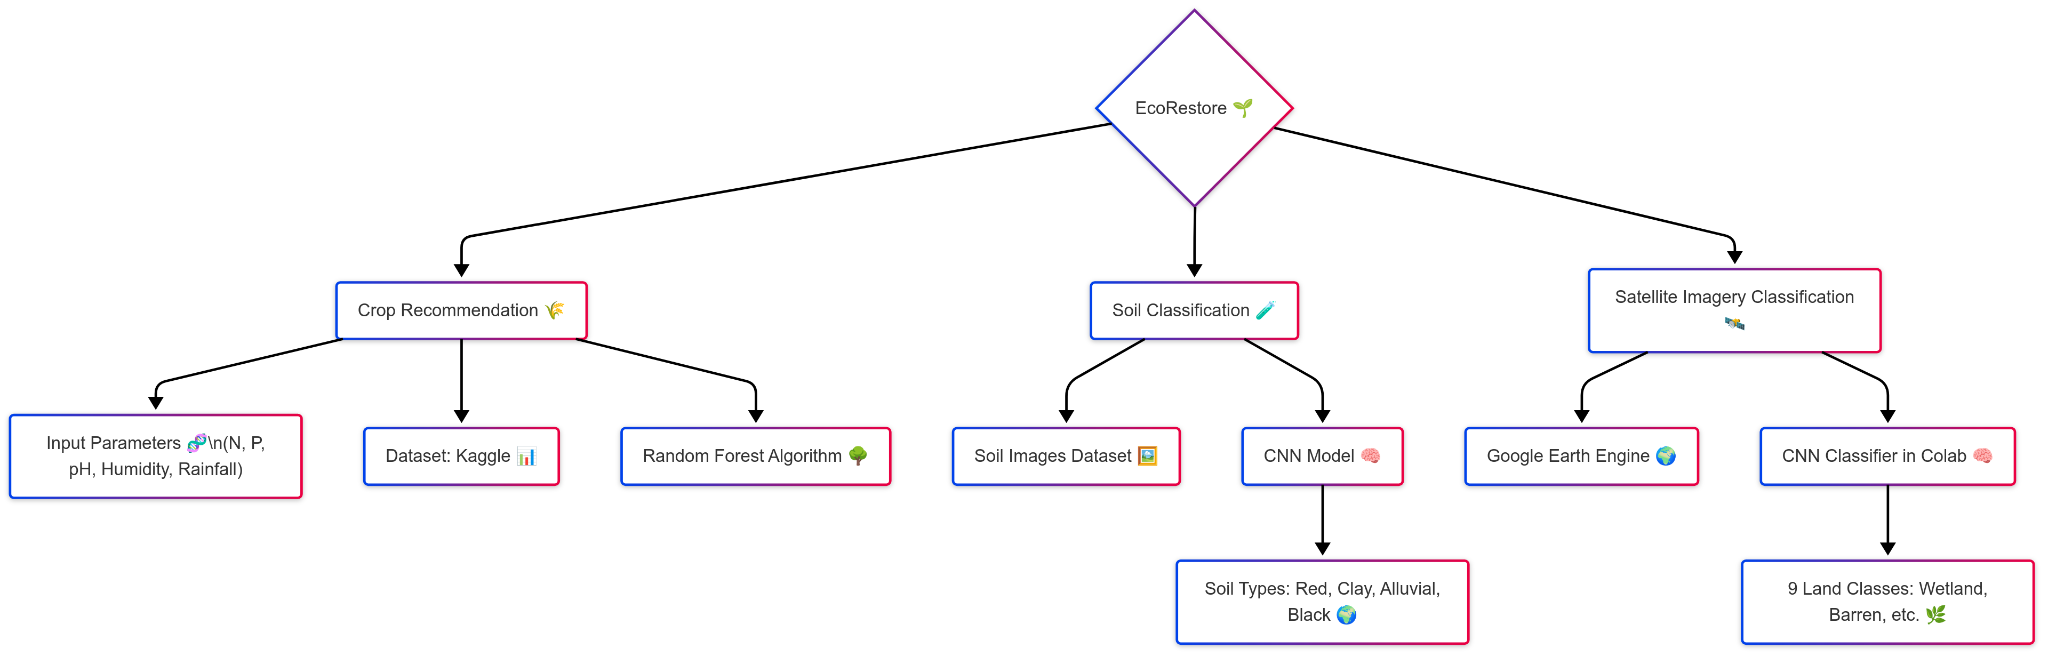 EcoRestore 🌱
Crop Recommendation 🌾
Soil Classification 🧪
Satellite Imagery Classification
🛰️
Input Parameters 🧬\n(N, P,
pH, Humidity, Rainfall)
Dataset: Kaggle 📊
Random Forest Algorithm 🌳
Soil Images Dataset 🖼️
CNN Model 🧠
Google Earth Engine 🌍
CNN Classifier in Colab 🧠
Soil Types: Red, Clay, Alluvial,
Black 🌍
9 Land Classes: Wetland,
Barren, etc. 🌿